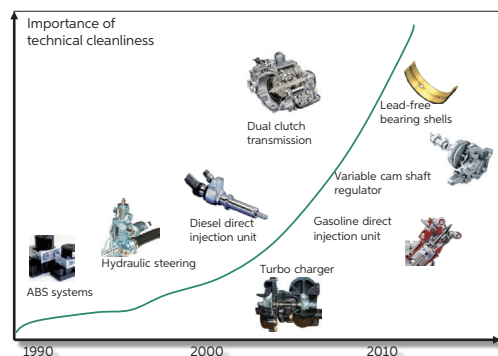 Importance of
technical cleanliness
Dual clutch
transmission
Lead-free
bearing shells
Variable cam shaft
regulator
Diesel direct
injection unit
Gasoline direct
injection unit
Hydraulic steering
Turbo charger
ABS systems
1990
2000
2010